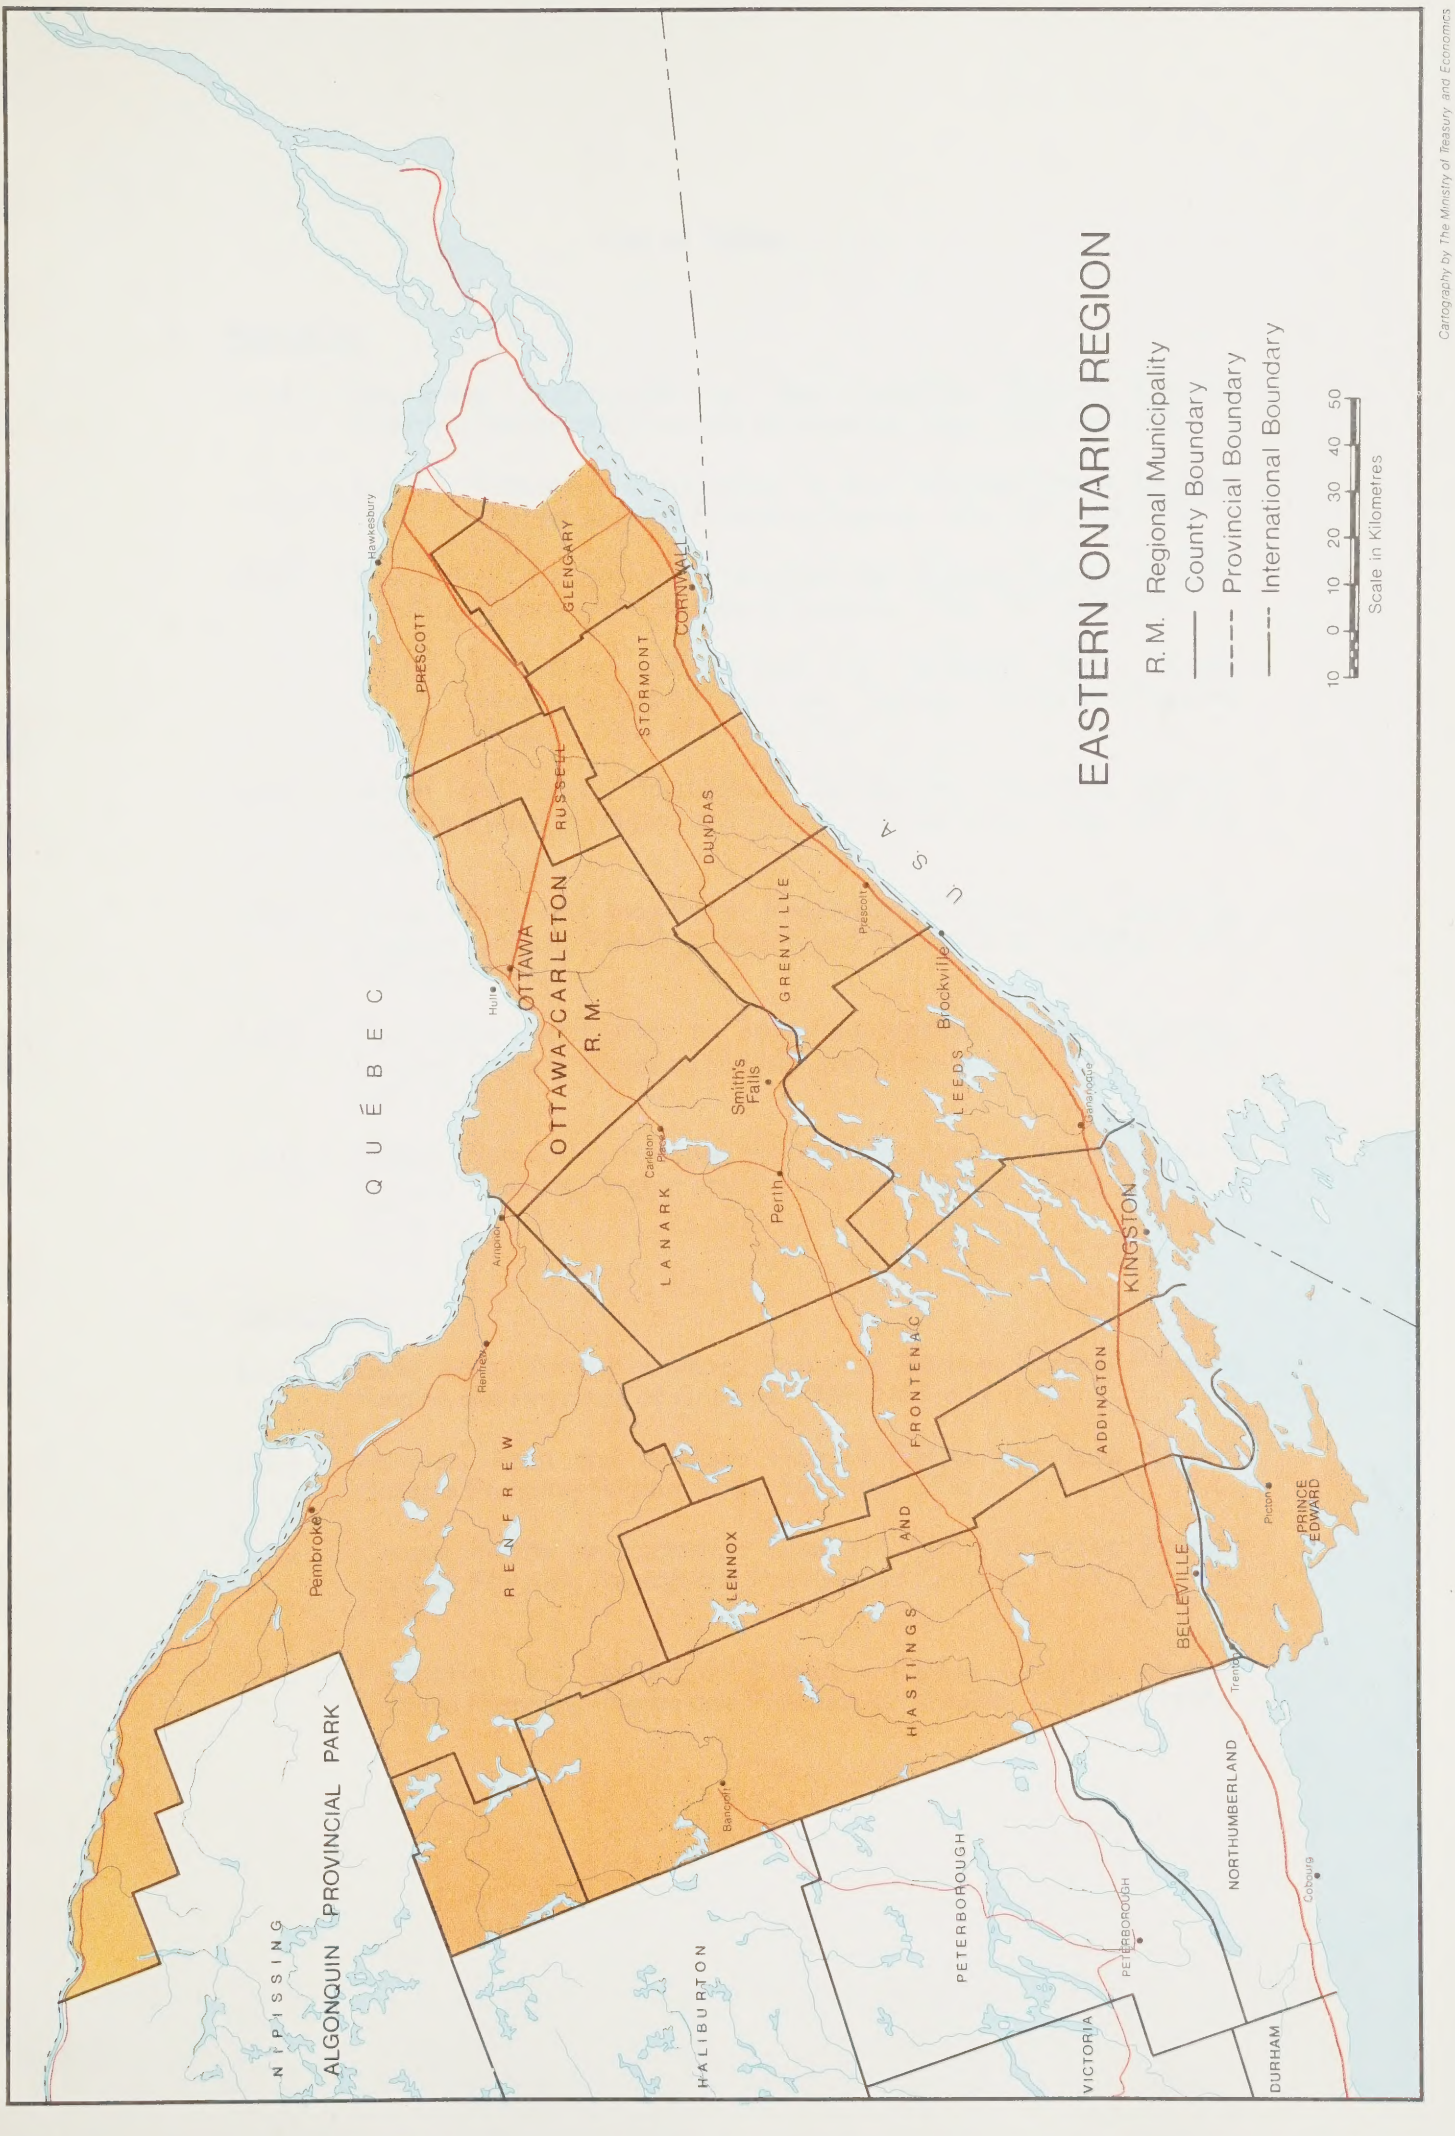 EASTERN ONTARIO REGION
R. M. Regional Municipality
County Boundary
Provincial Boundary
International Boundary
10 0 10 20 30 40 50
Scale in Kilometres
Cartography by The Ministry of Treasury and Economics
QUÉBEC
U. S. A.
NIPISSING
ALGONQUIN PROVINCIAL PARK
HALIBURTON
PETERBOROUGH
PETERBOROUGH
VICTORIA
DURHAM
NORTHUMBERLAND
Cobourg
Trenton
BELLEVILLE
Bancroft
HASTINGS
Pembroke
RENFREW
Renfrew
Arnprior
LENNOX
AND
ADDINGTON
FRONTENAC
PRINCE
EDWARD
Picton
KINGSTON
Gananoque
LEEDS
Brockville
LANARK
Perth
Carleton
Place
Smith's
Falls
OTTAWA-CARLETON
R. M.
OTTAWA
Hull
GRENVILLE
Prescott
DUNDAS
RUSSELL
STORMONT
PRESCOTT
GLENGARY
CORNWALL
Hawkesbury